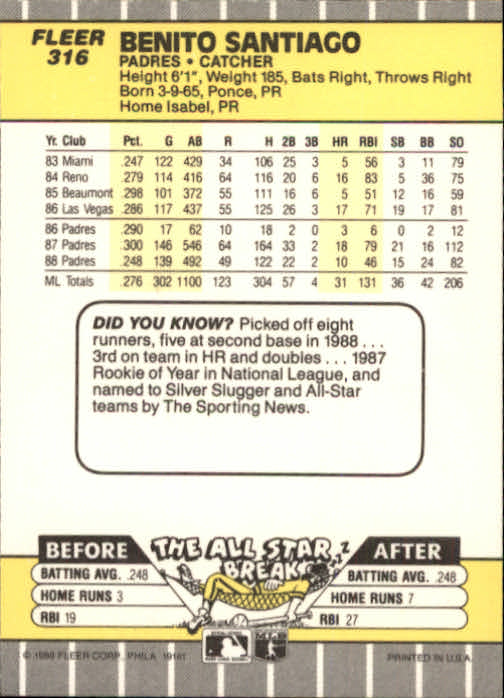 FLEER
316
BENITO SANTIAGO
PADRES • CATCHER
Height 6'1", Weight 185, Bats Right, Throws Right
Born 3-9-65, Ponce, PR
Home Isabel, PR
Yr. Club Pct. G AB R H 2B 3B HR RBI SB BB SO
83 Miami .247 122 429 34 106 25 3 5 56 3 11 79
84 Reno .279 114 416 64 116 20 6 16 83 5 36 75
85 Beaumont .298 101 372 55 111 16 6 5 51 12 16 59
86 Las Vegas .286 117 437 55 125 26 3 17 71 19 17 81
86 Padres .290 17 62 10 18 2 0 3 6 0 2 12
87 Padres .300 146 546 64 164 33 2 18 79 21 16 112
88 Padres .248 139 492 49 122 22 2 10 46 15 24 82
ML Totals .276 302 1100 123 304 57 4 31 131 36 42 206
DID YOU KNOW? Picked off eight
runners, five at second base in 1988 . . .
3rd on team in HR and doubles . . . 1987
Rookie of Year in National League, and
named to Silver Slugger and All-Star
teams by The Sporting News.
BEFORE THE ALL STAR BREAK ZZZ AFTER
BATTING AVG. .248 BATTING AVG. .248
HOME RUNS 3 HOME RUNS 7
RBI 19 RBI 27
© 1989 FLEER CORP., PHILA. 19141 PRINTED IN U.S.A.